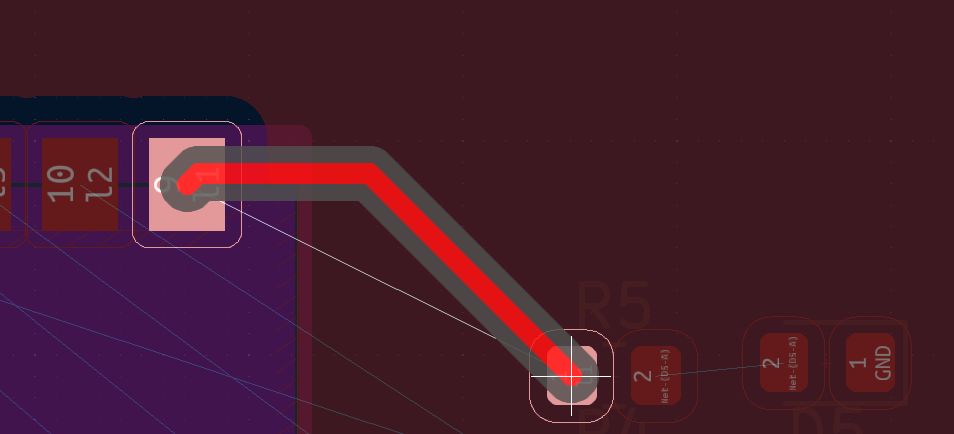 10
l2
9
l1
R5
2
Net-(D5-A)
2
Net-(D5-A)
1
GND
D5